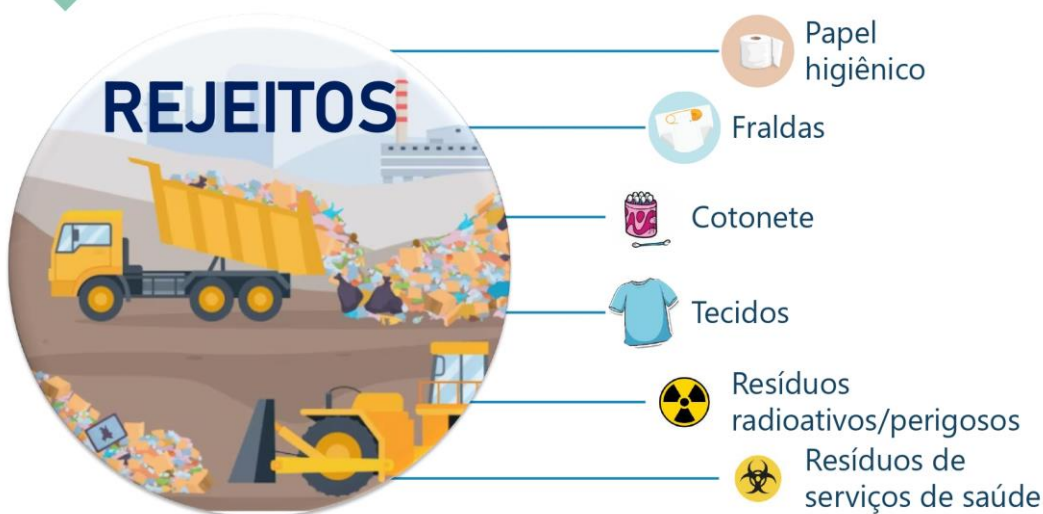 REJEITOS
Papel
higiênico
Fraldas
Cotonete
Tecidos
Resíduos
radioativos/perigosos
Resíduos de
serviços de saúde